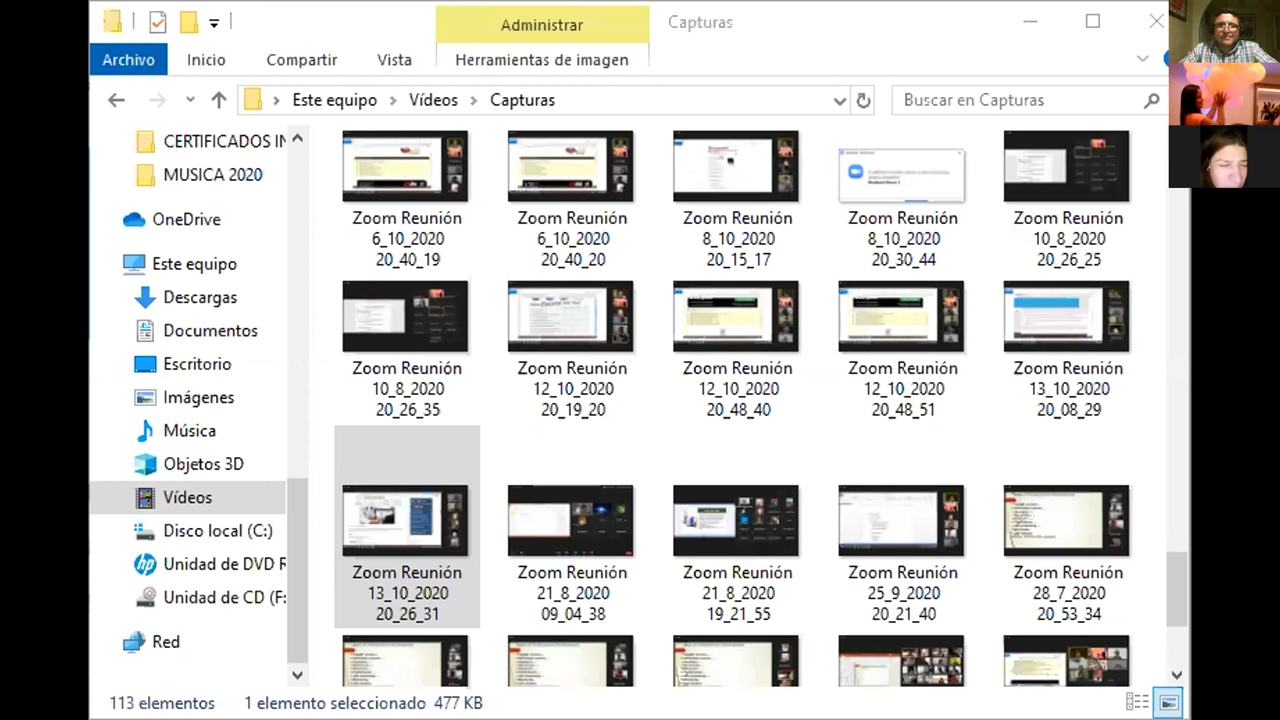 Administrar
Capturas
Archivo
Inicio
Compartir
Vista
Herramientas de imagen
Este equipo > Vídeos > Capturas
Buscar en Capturas
CERTIFICADOS IN
MUSICA 2020
OneDrive
Este equipo
Descargas
Documentos
Escritorio
Imágenes
Música
Objetos 3D
Vídeos
Disco local (C:)
Unidad de DVD R
Unidad de CD (F:
Red
Zoom Reunión
6_10_2020
20_40_19
Zoom Reunión
6_10_2020
20_40_20
Zoom Reunión
8_10_2020
20_15_17
Zoom Reunión
8_10_2020
20_30_44
Zoom Reunión
10_8_2020
20_26_25
Zoom Reunión
10_8_2020
20_26_35
Zoom Reunión
12_10_2020
20_19_20
Zoom Reunión
12_10_2020
20_48_40
Zoom Reunión
12_10_2020
20_48_51
Zoom Reunión
13_10_2020
20_08_29
Zoom Reunión
13_10_2020
20_26_31
Zoom Reunión
21_8_2020
09_04_38
Zoom Reunión
21_8_2020
19_21_55
Zoom Reunión
25_9_2020
20_21_40
Zoom Reunión
28_7_2020
20_53_34
113 elementos
1 elemento seleccionado 477 KB